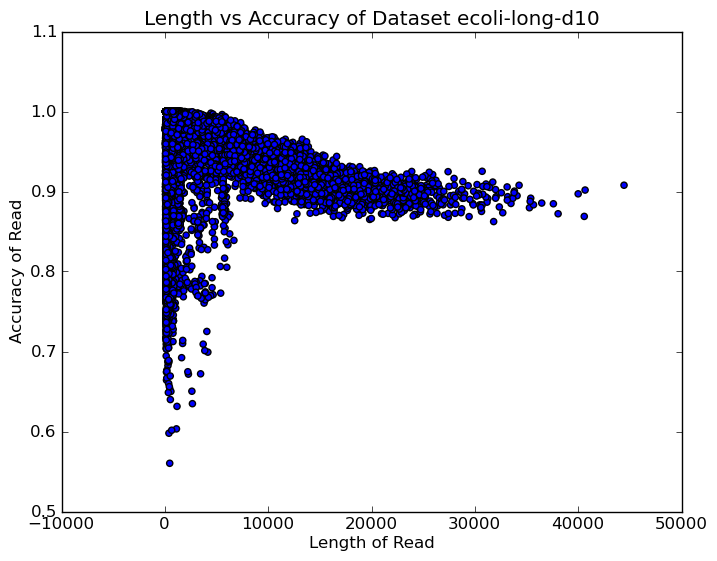 Length vs Accuracy of Dataset ecoli-long-d10
1.1
1.0
0.9
0.8
0.7
0.6
0.5
Accuracy of Read
−10000 0 10000 20000 30000 40000 50000
Length of Read